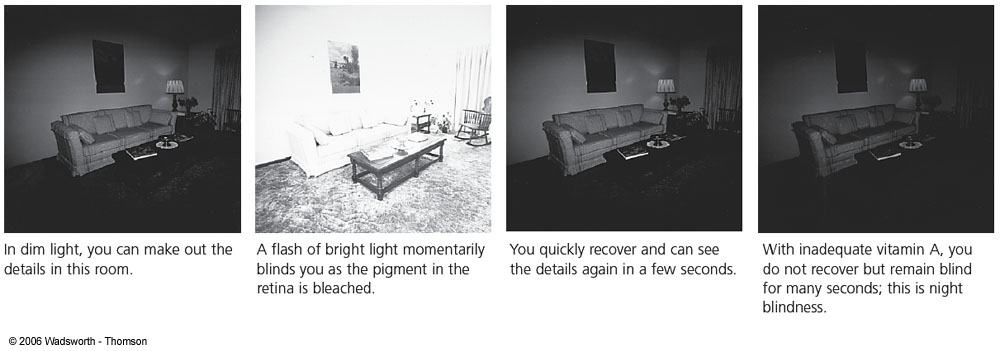 In dim light, you can make out the
details in this room.
A flash of bright light momentarily
blinds you as the pigment in the
retina is bleached.
You quickly recover and can see
the details again in a few seconds.
With inadequate vitamin A, you
do not recover but remain blind
for many seconds; this is night
blindness.
© 2006 Wadsworth - Thomson